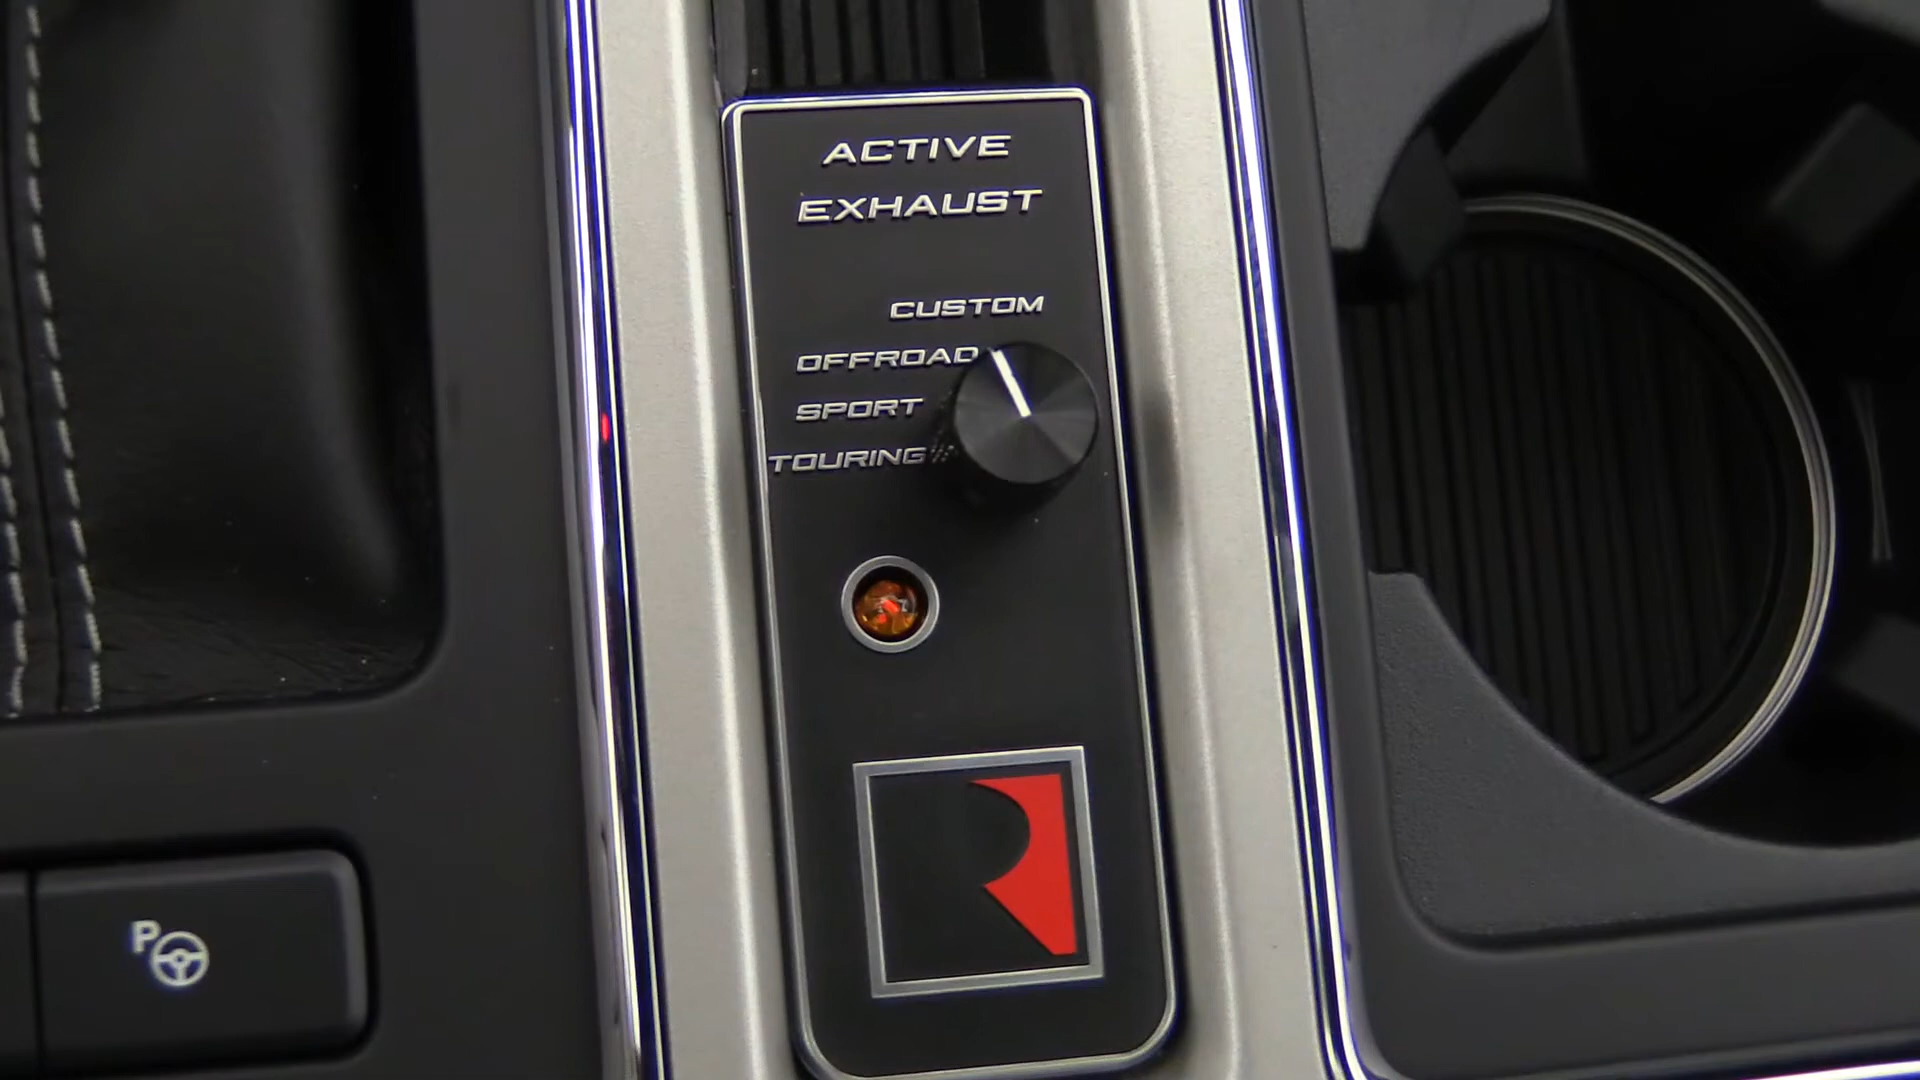 ACTIVE
EXHAUST
CUSTOM
OFFROAD
SPORT
TOURING
R
P